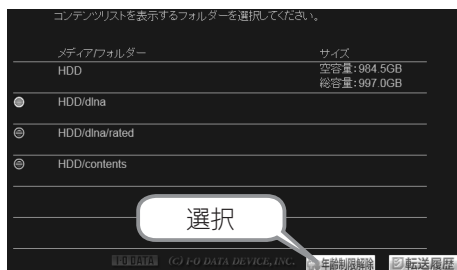 コンテンツリストを表示するフォルダーを選択してください。
メディア/フォルダー サイズ
HDD 空容量:984.5GB
総容量:997.0GB
HDD/dlna
HDD/dlna/rated
HDD/contents
選択
I-O DATA (C) I-O DATA DEVICE, INC. 年齢制限解除 転送履歴